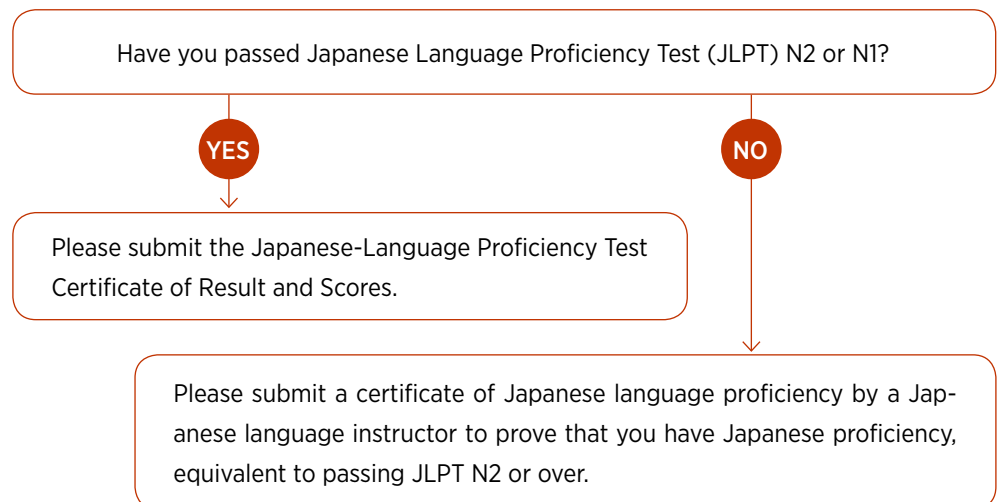 Have you passed Japanese Language Proficiency Test (JLPT) N2 or N1?
YES
NO
Please submit the Japanese-Language Proficiency Test
Certificate of Result and Scores.
Please submit a certificate of Japanese language proficiency by a Jap-
anese language instructor to prove that you have Japanese proficiency,
equivalent to passing JLPT N2 or over.